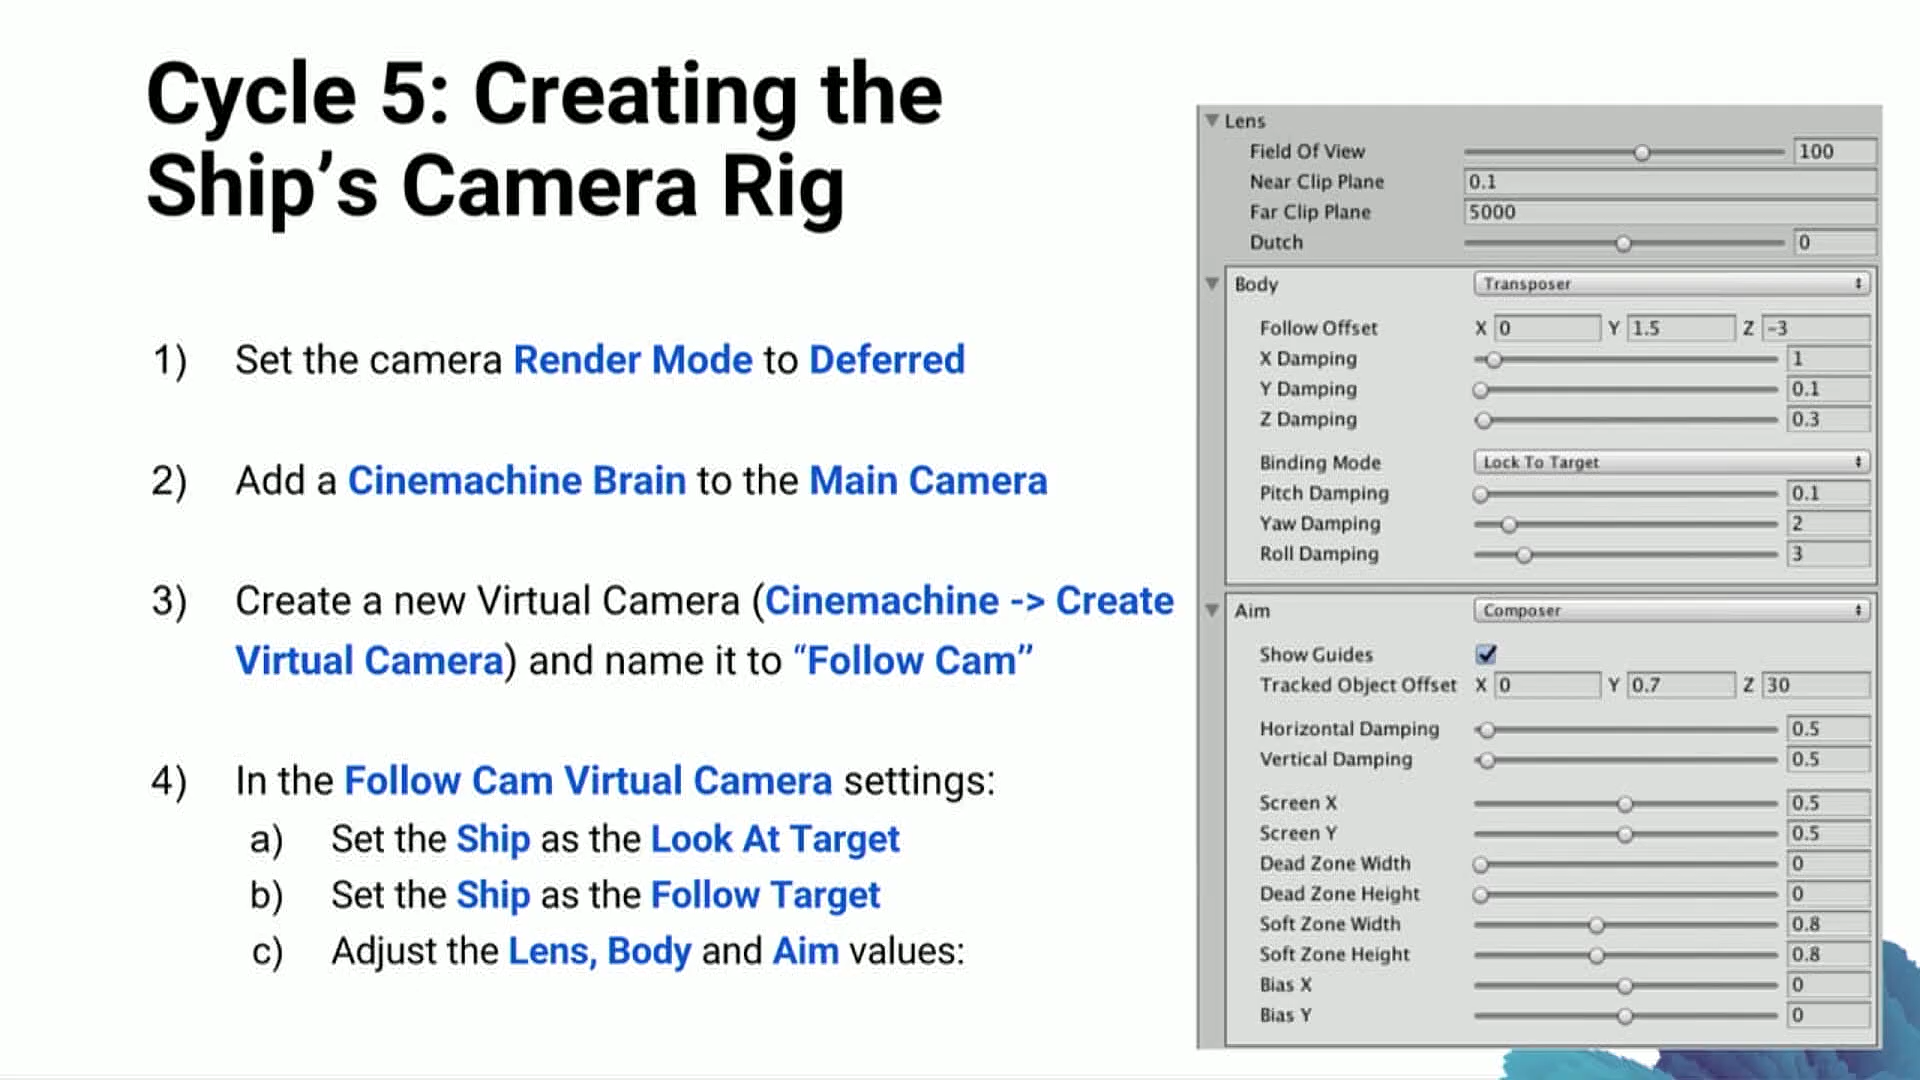 Cycle 5: Creating the
Ship's Camera Rig
1) Set the camera Render Mode to Deferred
2) Add a Cinemachine Brain to the Main Camera
3) Create a new Virtual Camera (Cinemachine -> Create
Virtual Camera) and name it to “Follow Cam”
4) In the Follow Cam Virtual Camera settings:
a) Set the Ship as the Look At Target
b) Set the Ship as the Follow Target
c) Adjust the Lens, Body and Aim values:
Lens
Field Of View 100
Near Clip Plane 0.1
Far Clip Plane 5000
Dutch 0
Body Transposer
Follow Offset X 0 Y 1.5 Z -3
X Damping 1
Y Damping 0.1
Z Damping 0.3
Binding Mode Lock To Target
Pitch Damping 0.1
Yaw Damping 2
Roll Damping 3
Aim Composer
Show Guides
Tracked Object Offset X 0 Y 0.7 Z 30
Horizontal Damping 0.5
Vertical Damping 0.5
Screen X 0.5
Screen Y 0.5
Dead Zone Width 0
Dead Zone Height 0
Soft Zone Width 0.8
Soft Zone Height 0.8
Bias X 0
Bias Y 0